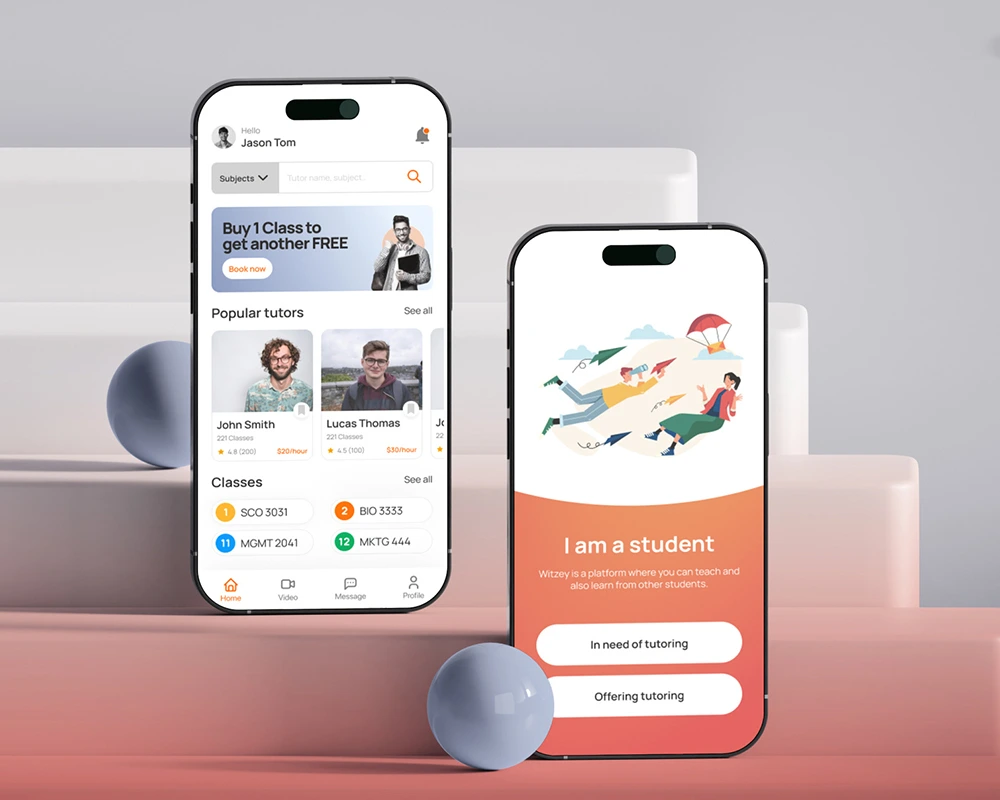 Hello
Jason Tom
Subjects
Tutor name, subject..
Buy 1 Class to
get another FREE
Book now
Popular tutors
See all
John Smith
221 Classes
4.8 (200)
$20/hour
Lucas Thomas
221 Classes
4.5 (100)
$30/hour
Jo
22
Classes
See all
1 SCO 3031
2 BIO 3333
11 MGMT 2041
12 MKTG 444
Home
Video
Message
Profile
I am a student
Witzey is a platform where you can teach and
also learn from other students.
In need of tutoring
Offering tutoring